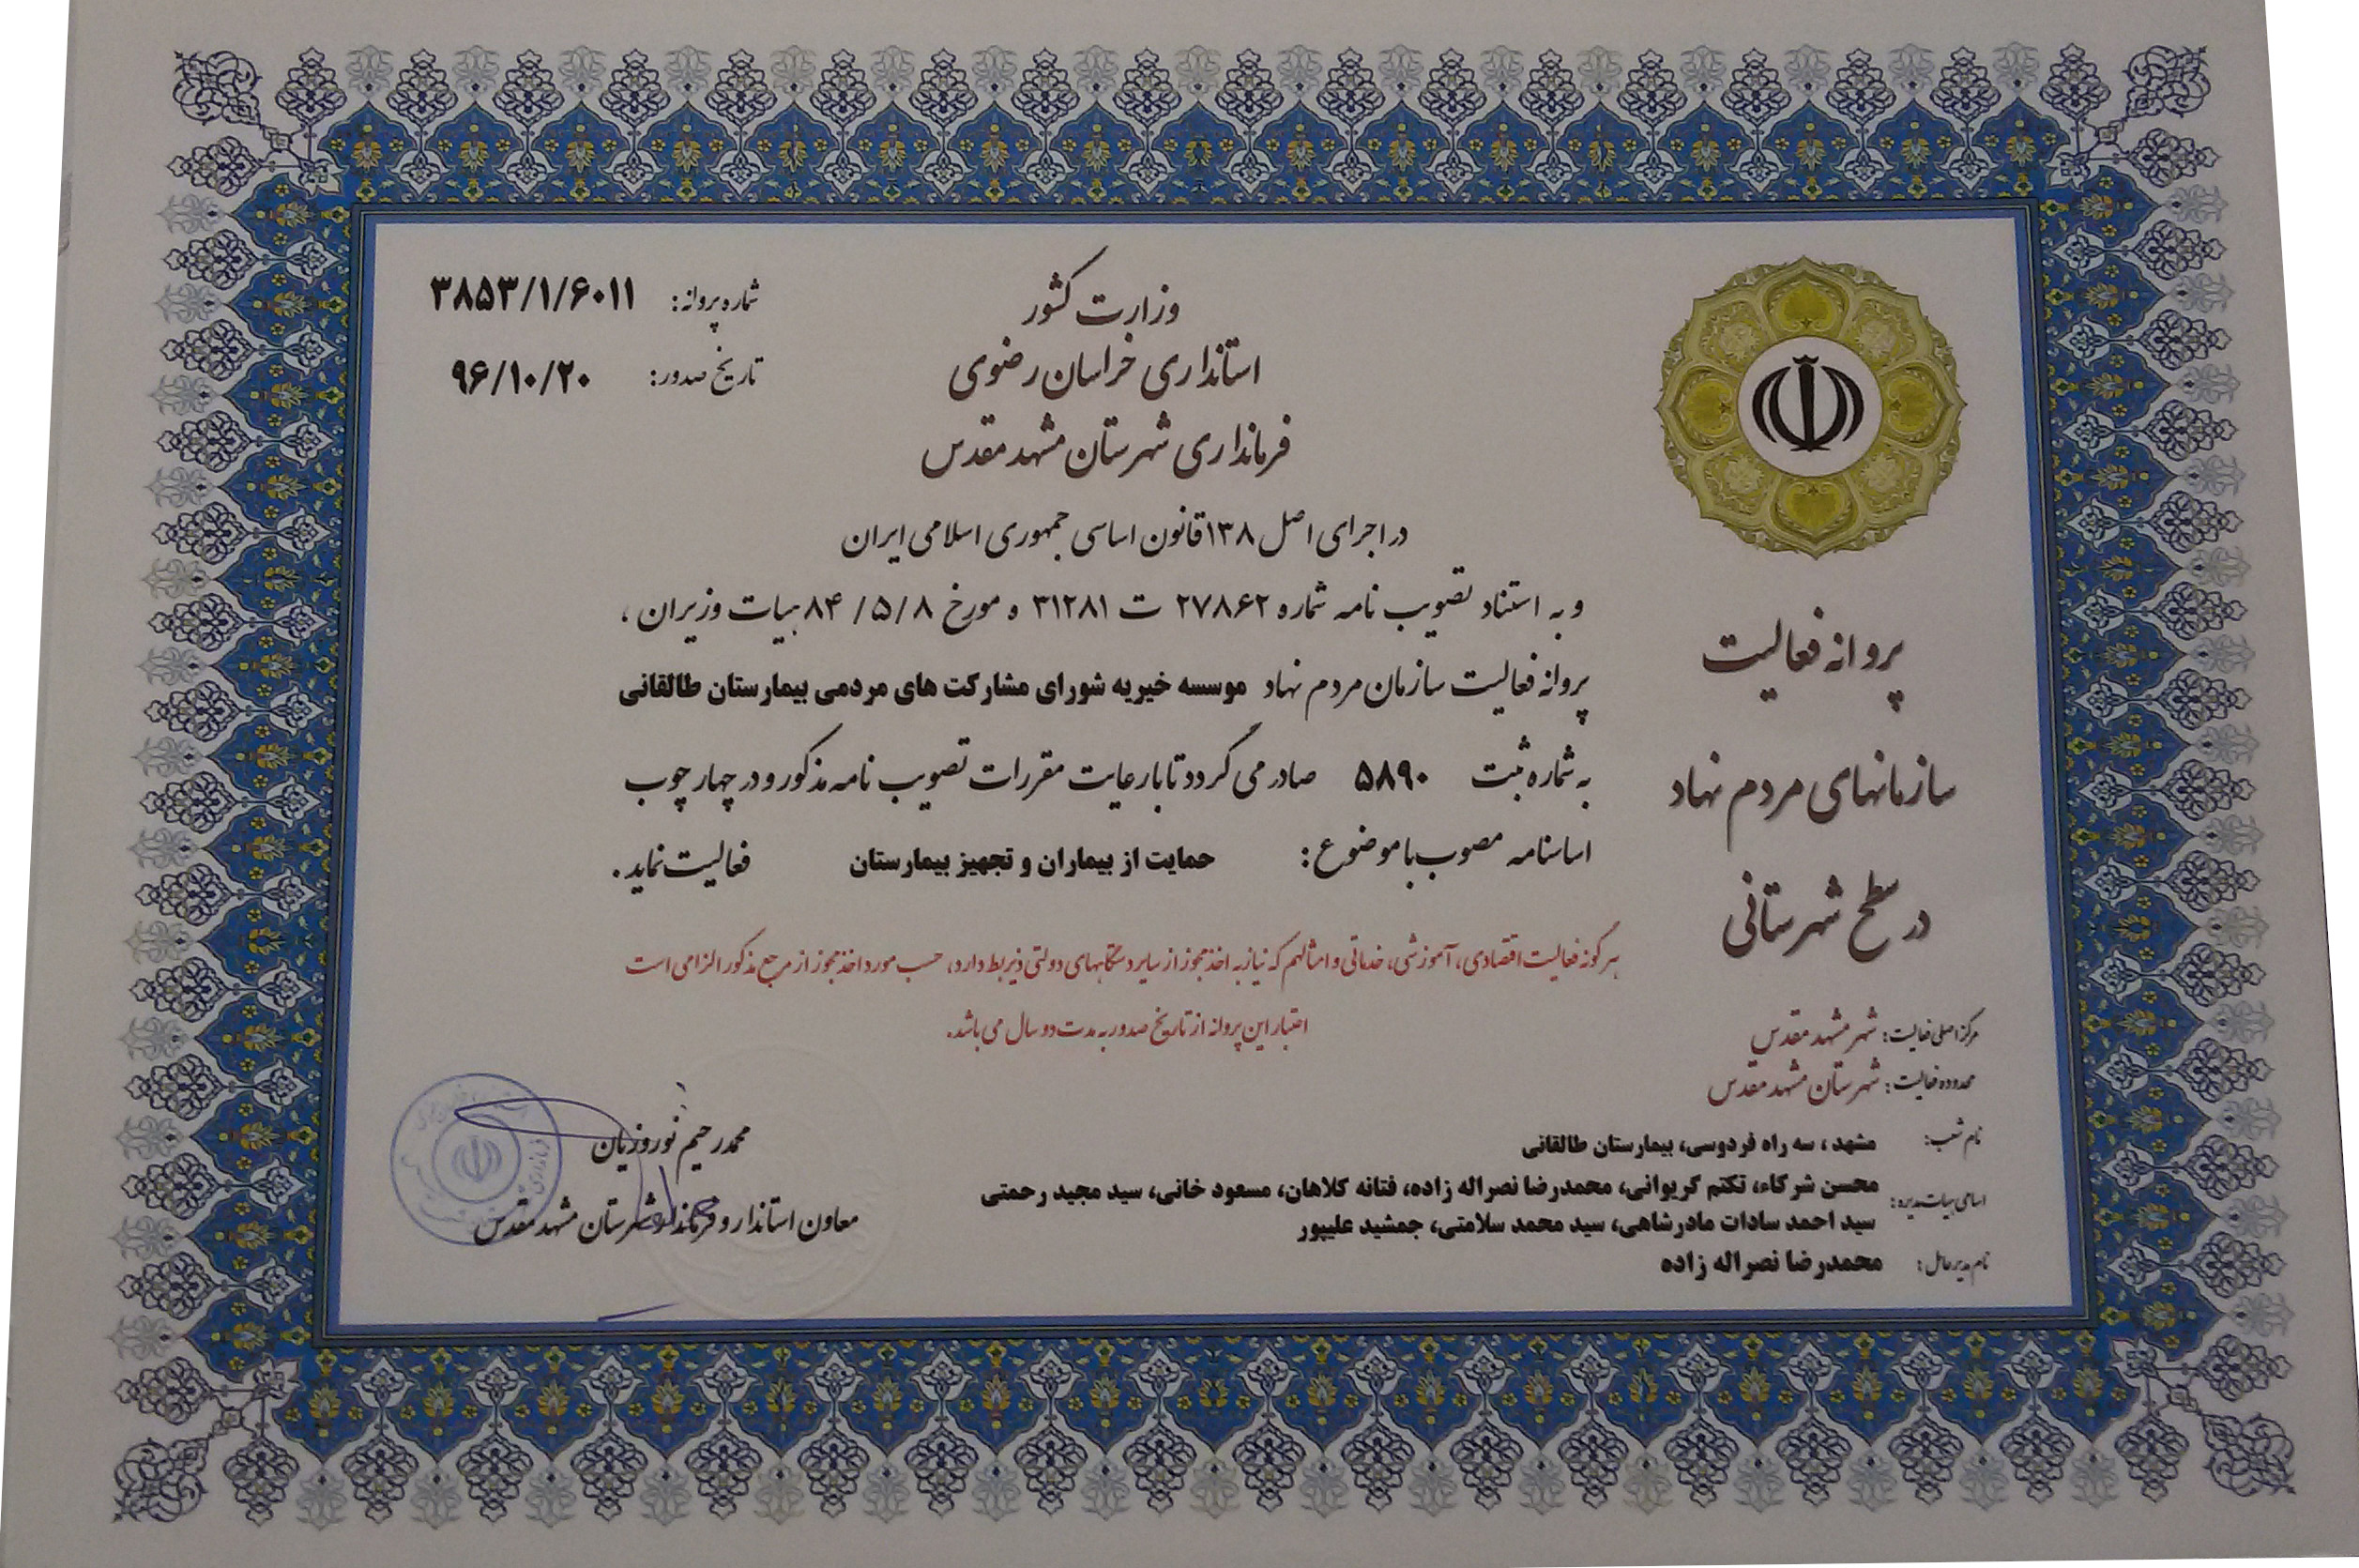 وزارت کشور
استانداری خراسان رضوی
فرمانداری شهرستان مشهد مقدس
شماره پروانه: ۳۸۵۳/۱/۶۰۱۱
تاریخ صدور: ۹۶/۱۰/۲۰
در اجرای اصل ۱۳۸ قانون اساسی جمهوری اسلامی ایران
و به استناد تصویب نامه شماره ۲۷۸۶۲ ت ۳۱۲۸۱ ه مورخ ۸۴/۵/۸ هیات وزیران ،
پروانه فعالیت سازمان مردم نهاد موسسه خیریه شورای مشارکت های مردمی بیمارستان طالقانی
به شماره ثبت ۵۸۹۰ صادر می گردد تا با رعایت مقررات تصویب نامه مذکور و در چهار چوب
اساسنامه مصوب با موضوع : حمایت از بیماران و تجهیز بیمارستان فعالیت نماید .
هر گونه فعالیت اقتصادی، آموزشی، خدماتی و امثالهم که نیاز به اخذ مجوز از سایر دستگاههای دولتی ذیربط دارد، حسب مورد اخذ مجوز از مرجع مذکور الزامی است
اعتبار این پروانه از تاریخ صدور به مدت دو سال می باشد.
پروانه فعالیت
سازمانهای مردم نهاد
در سطح شهرستانی
مرکز اصلی فعالیت: شهر مشهد مقدس
محدوده فعالیت: شهرستان مشهد مقدس
نام شعب: مشهد ، سه راه فردوسی، بیمارستان طالقانی
اسامی هیات مدیره: محسن شرکاء، تکتم کریوانی، محمدرضا نصراله زاده، فتانه کلاهان، مسعود خانی، سید مجید رحمتی
سید احمد سادات مادرشاهی، سید محمد سلامتی، جمشید علیپور
نام مدیر عامل : محمدرضا نصراله زاده
محمدرحیم نوروزیان
معاون استاندار و فرماندار شهرستان مشهد مقدس